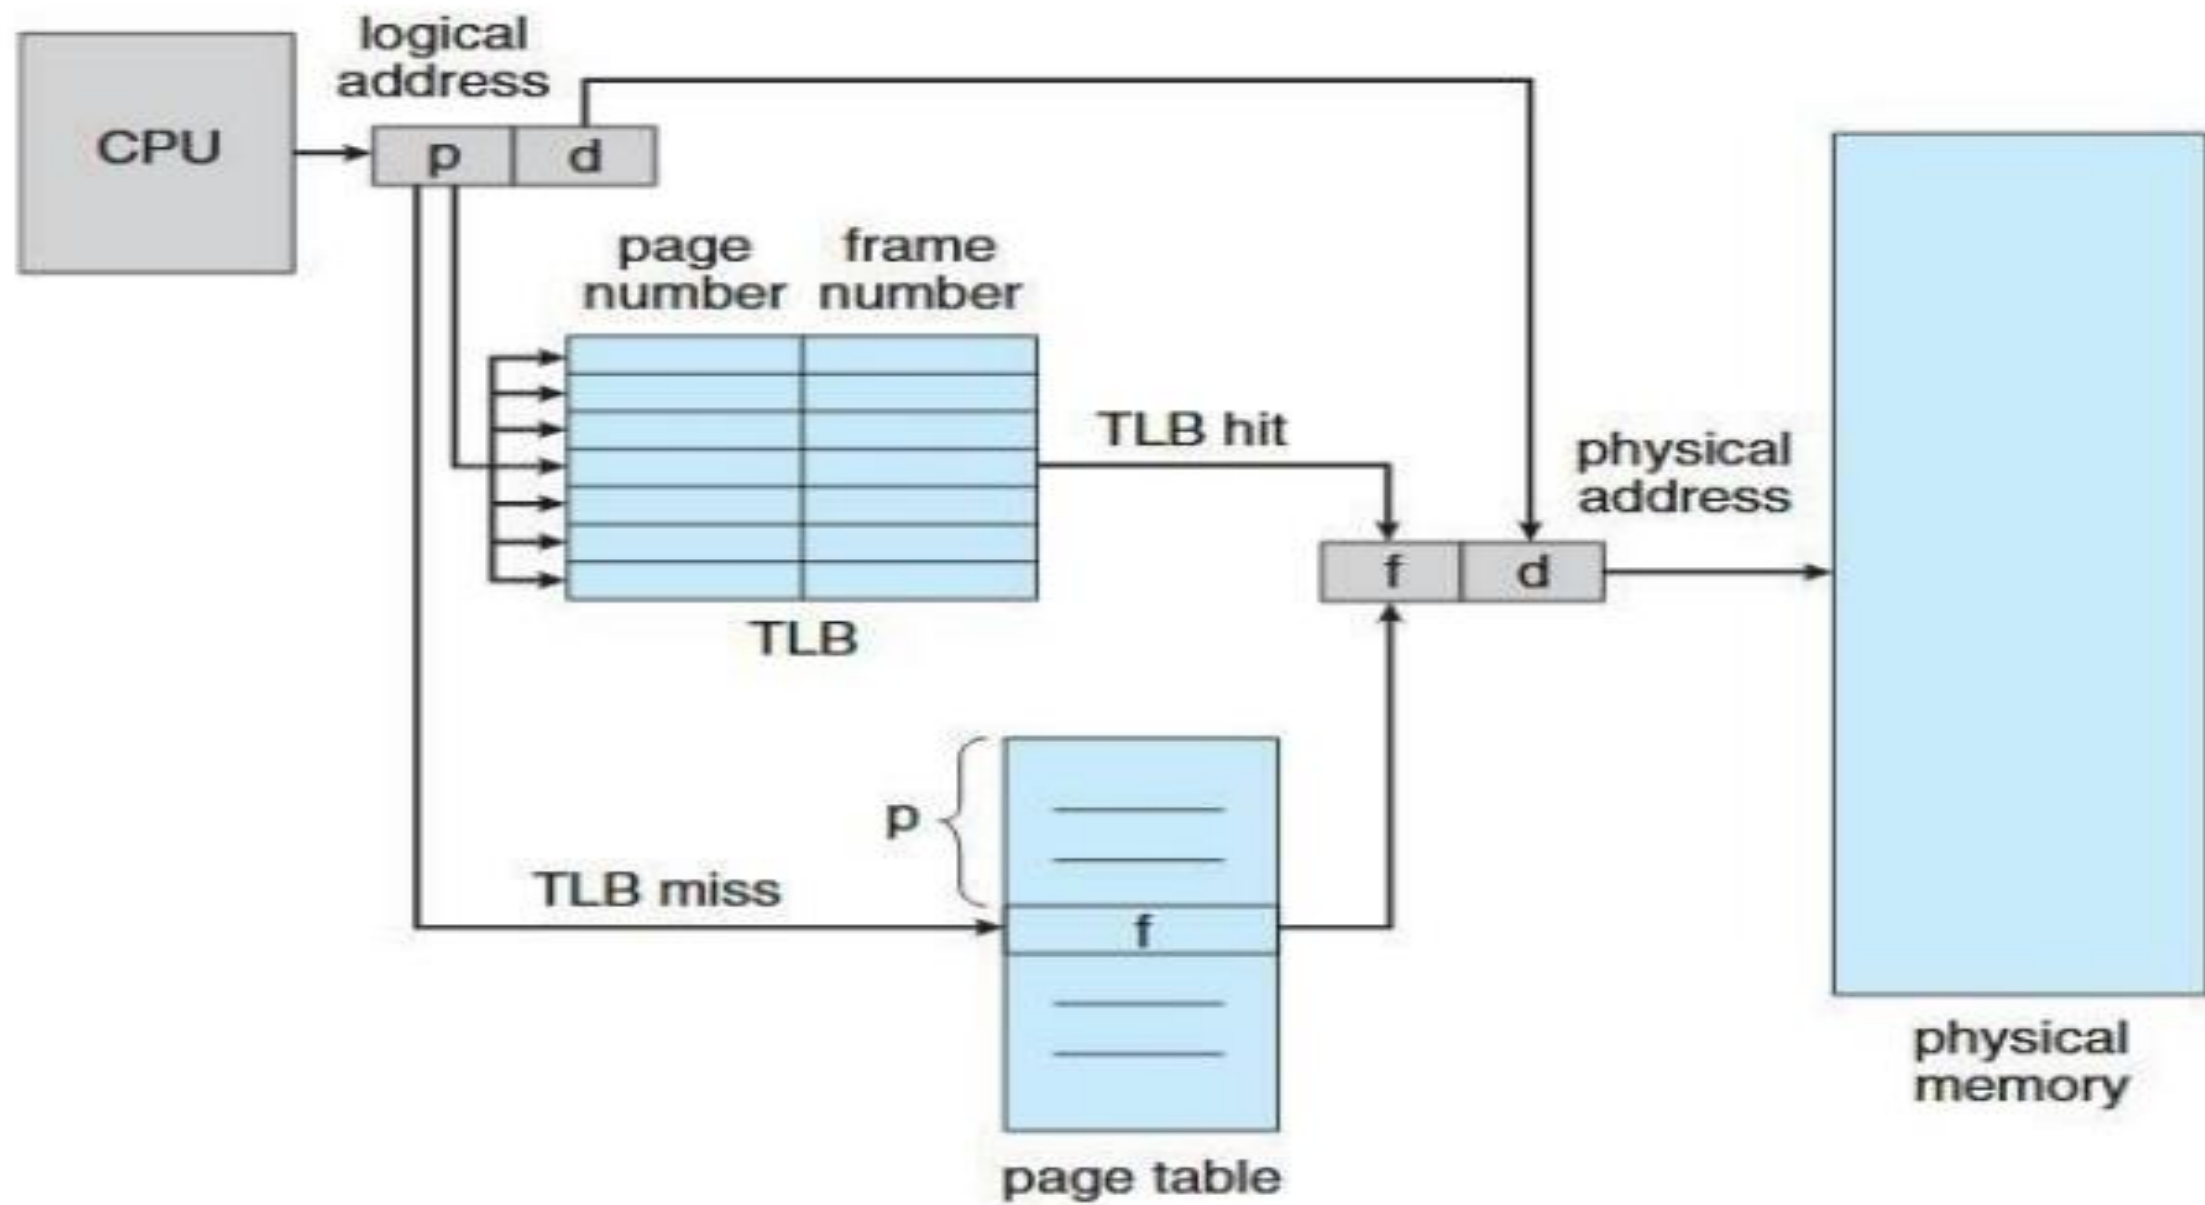 logical
address
CPU
p
d
page
number
frame
number
TLB hit
physical
address
f
d
TLB
p
TLB miss
f
physical
memory
page table